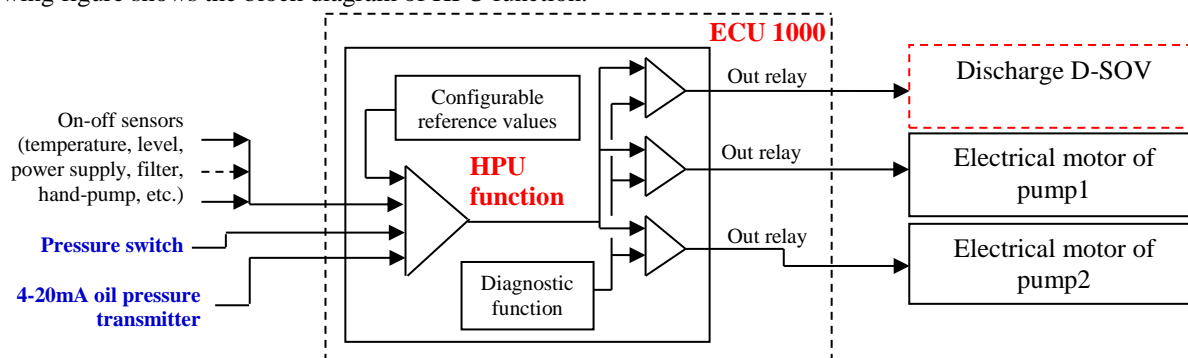 wing figure shows the block diagram of HPU function.
ECU 1000
Discharge D-SOV
Configurable
reference values
Out relay
On-off sensors
(temperature, level,
power supply, filter,
hand-pump, etc.)
HPU
function
Out relay
Electrical motor of
pump1
Pressure switch
Out relay
Electrical motor of
pump2
Diagnostic
function
4-20mA oil pressure
transmitter